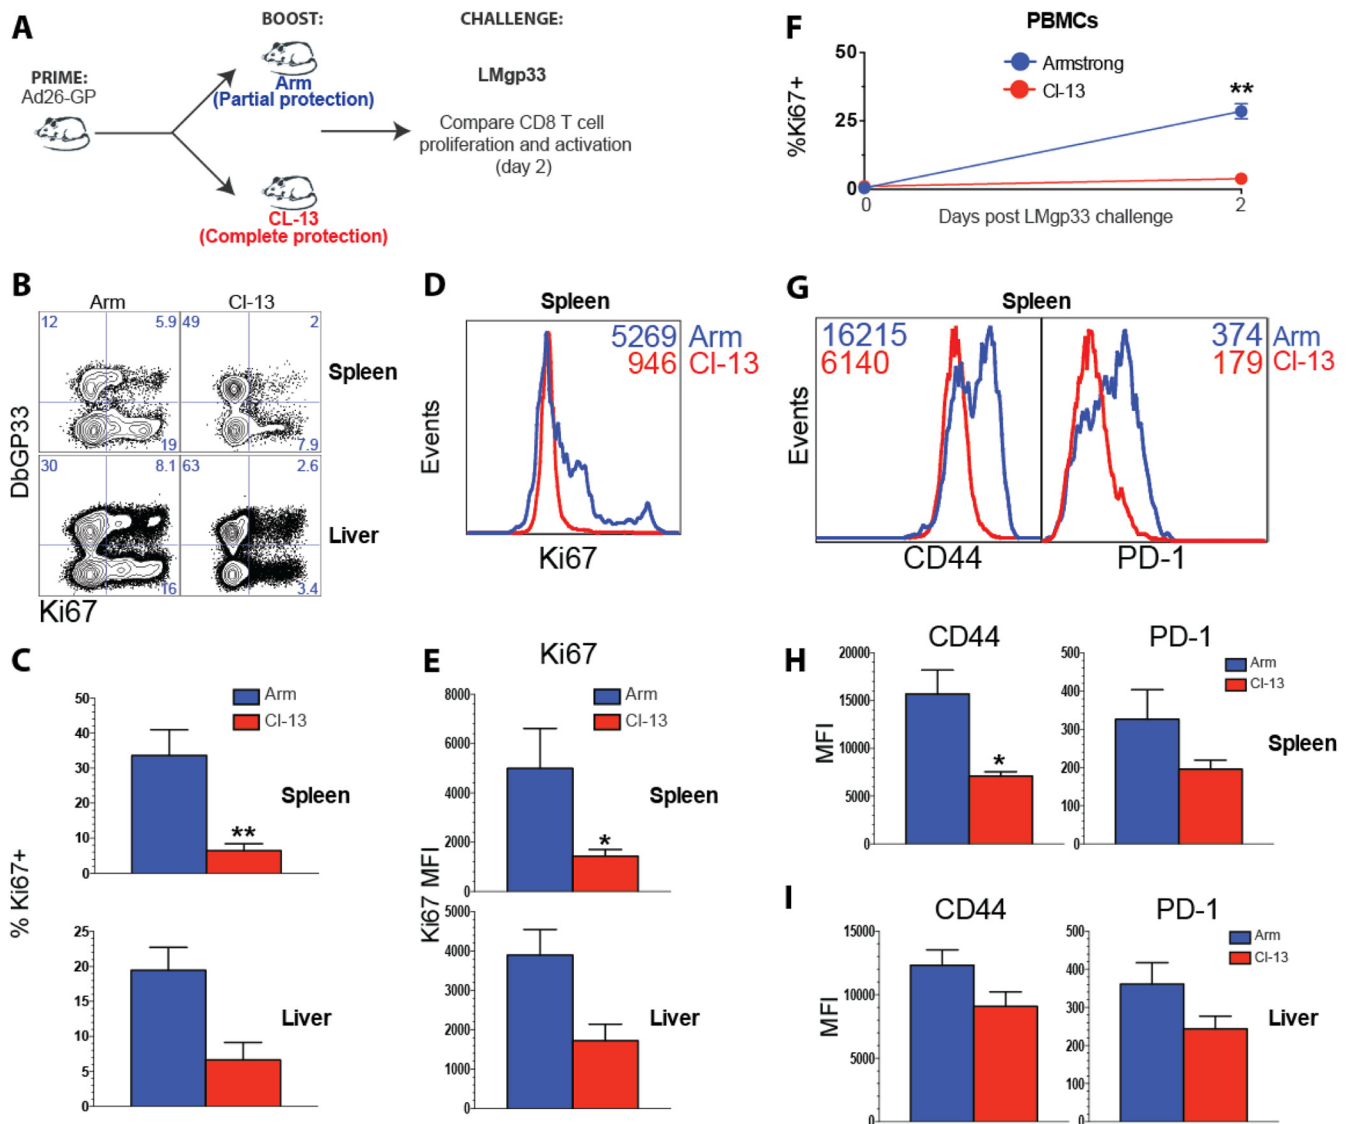 A
BOOST:
CHALLENGE:
PRIME:
Ad26-GP
Arm
(Partial protection)
LMgp33
Compare CD8 T cell
proliferation and activation
(day 2)
CL-13
(Complete protection)
F
PBMCs
Armstrong
Cl-13
**
%Ki67+
50
25
0
0
2
Days post LMgp33 challenge
B
Arm
Cl-13
12
5.9
49
2
19
7.9
Spleen
30
8.1
63
2.6
16
3.4
Liver
DbGP33
Ki67
D
Spleen
5269 Arm
946 Cl-13
Events
Ki67
G
Spleen
16215
6140
374 Arm
179 Cl-13
Events
CD44
PD-1
C
% Ki67+
50
40
30
20
10
0
Arm
Cl-13
Spleen
**
25
20
15
10
5
0
Liver
E
Ki67
Ki67 MFI
8000
6000
4000
2000
0
Arm
Cl-13
Spleen
*
5000
4000
3000
2000
1000
0
Liver
H
CD44
MFI
20000
15000
10000
5000
0
*
PD-1
500
400
300
200
100
0
Arm
Cl-13
Spleen
I
CD44
MFI
15000
10000
5000
0
PD-1
500
400
300
200
100
0
Arm
Cl-13
Liver